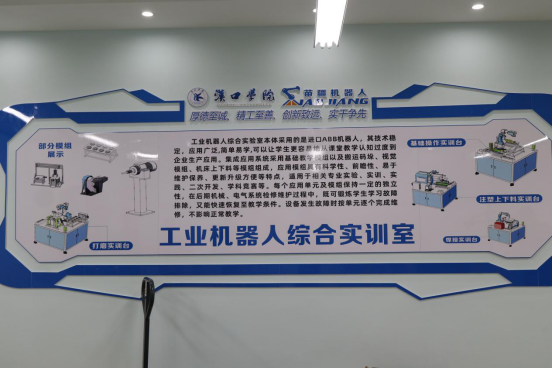 汉口学院
苗疆机器人
厚德至诚、精工至善、创新致远、实干争先
部分模组
展示
工业机器人综合实验室本体采用的是进口ABB机器人,其技术稳
定,应用广泛,简单易学,可以让学生更容易地从课堂教学认知过度到
企业生产应用。集成应用系统采用基础教学模组以及搬运码垛、视觉
模组、机床上下料等模组组成,应用模组具有科学性、前瞻性、易于
维护保养、更新升级方便等特点,适用于相关专业实验、实训、实
践、二次开发、学科竞赛等。每个应用单元及模组保持一定的独立
性,在后期机械、电气系统检修维护过程中,既可锻炼学生学习故障
排除,又能快速恢复至教学条件。设备发生故障时按单元逐个完成维
修,不影响正常教学。
基础操作实训台
注塑上下料实训台
焊接实训台
打磨实训台
工业机器人综合实训室